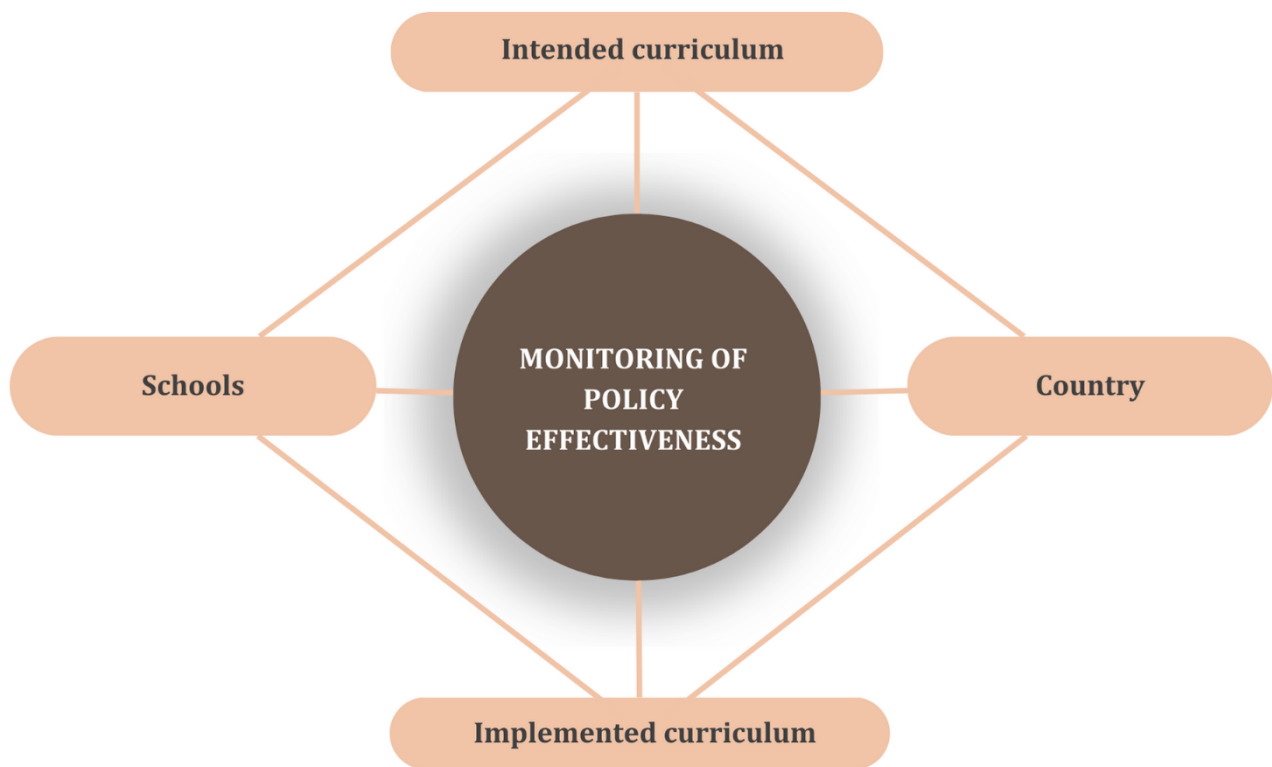 Intended curriculum
Schools
MONITORING OF
POLICY
EFFECTIVENESS
Country
Implemented curriculum